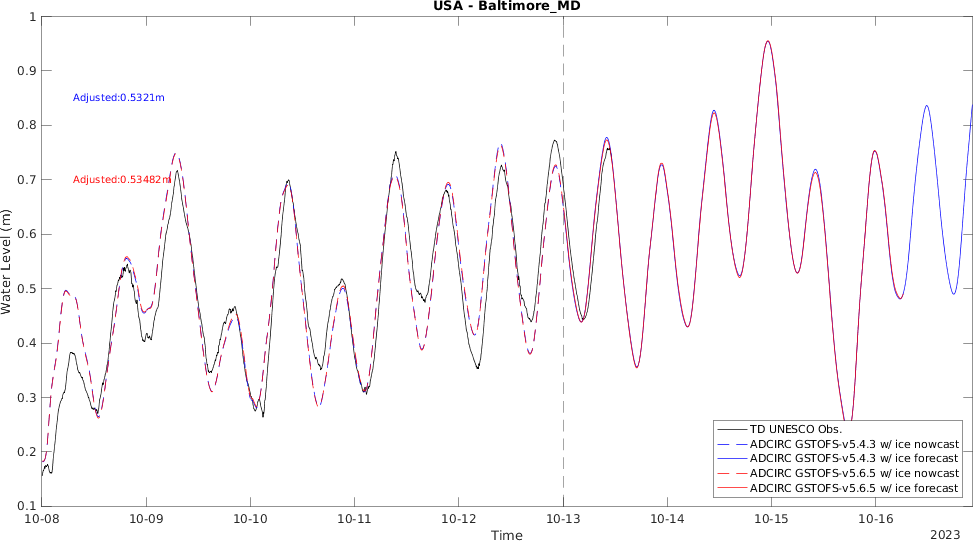 USA - Baltimore_MD
1
0.9
0.8
0.7
0.6
0.5
0.4
0.3
0.2
0.1
Water Level (m)
Adjusted:0.5321m
Adjusted:0.53482m
TD UNESCO Obs.
ADCIRC GSTOFS-v5.4.3 w/ ice nowcast
ADCIRC GSTOFS-v5.4.3 w/ ice forecast
ADCIRC GSTOFS-v5.6.5 w/ ice nowcast
ADCIRC GSTOFS-v5.6.5 w/ ice forecast
10-08 10-09 10-10 10-11 10-12 10-13 10-14 10-15 10-16
Time
2023